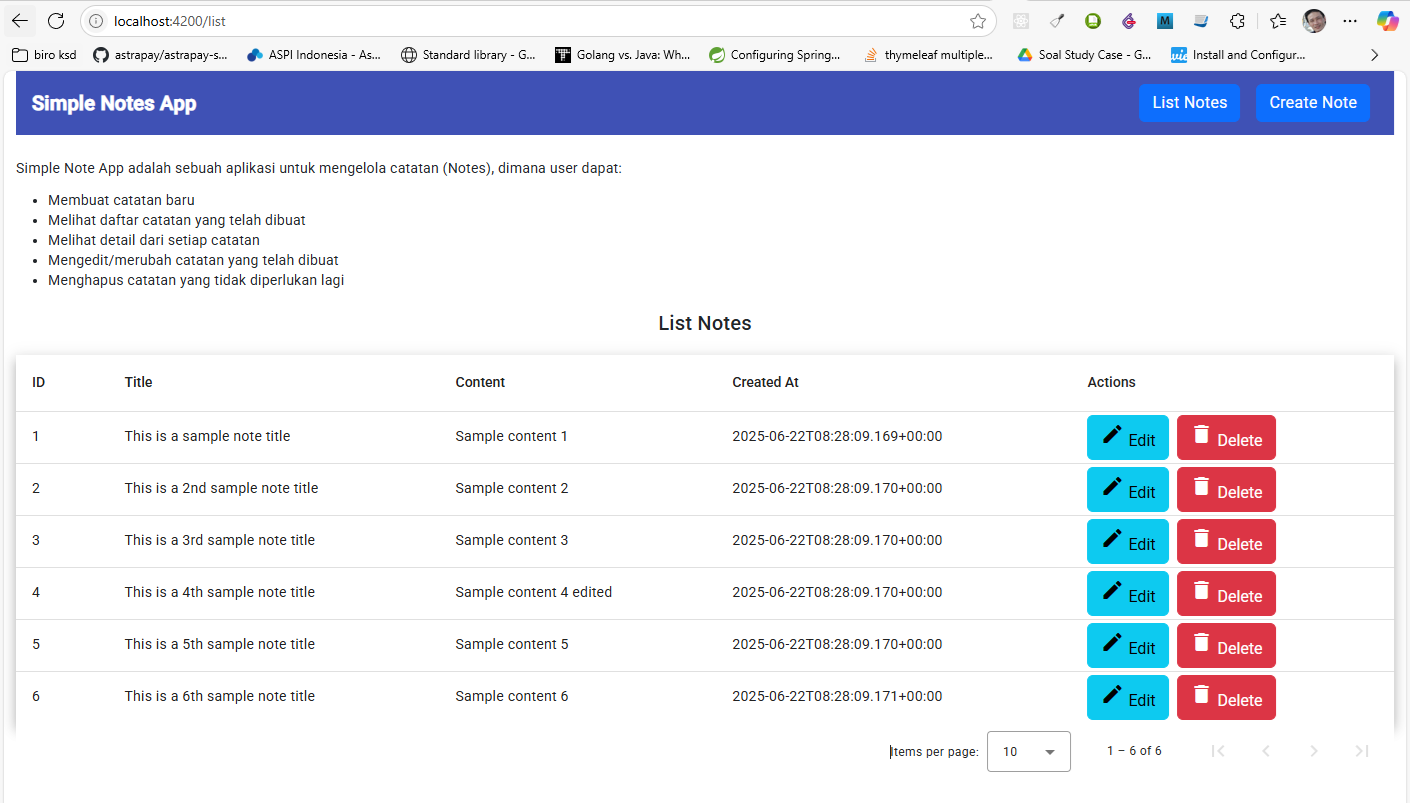 localhost:4200/list
biro ksd astrapay/astrapay-s... ASPI Indonesia - As... Standard library - G... Golang vs. Java: Wh... Configuring Spring... thymeleaf multiple... Soal Study Case - G... Install and Configur...
Simple Notes App List Notes Create Note
Simple Note App adalah sebuah aplikasi untuk mengelola catatan (Notes), dimana user dapat:
• Membuat catatan baru
• Melihat daftar catatan yang telah dibuat
• Melihat detail dari setiap catatan
• Mengedit/merubah catatan yang telah dibuat
• Menghapus catatan yang tidak diperlukan lagi
List Notes
ID Title Content Created At Actions
1 This is a sample note title Sample content 1 2025-06-22T08:28:09.169+00:00 Edit Delete
2 This is a 2nd sample note title Sample content 2 2025-06-22T08:28:09.170+00:00 Edit Delete
3 This is a 3rd sample note title Sample content 3 2025-06-22T08:28:09.170+00:00 Edit Delete
4 This is a 4th sample note title Sample content 4 edited 2025-06-22T08:28:09.170+00:00 Edit Delete
5 This is a 5th sample note title Sample content 5 2025-06-22T08:28:09.170+00:00 Edit Delete
6 This is a 6th sample note title Sample content 6 2025-06-22T08:28:09.171+00:00 Edit Delete
Items per page: 10 1 – 6 of 6